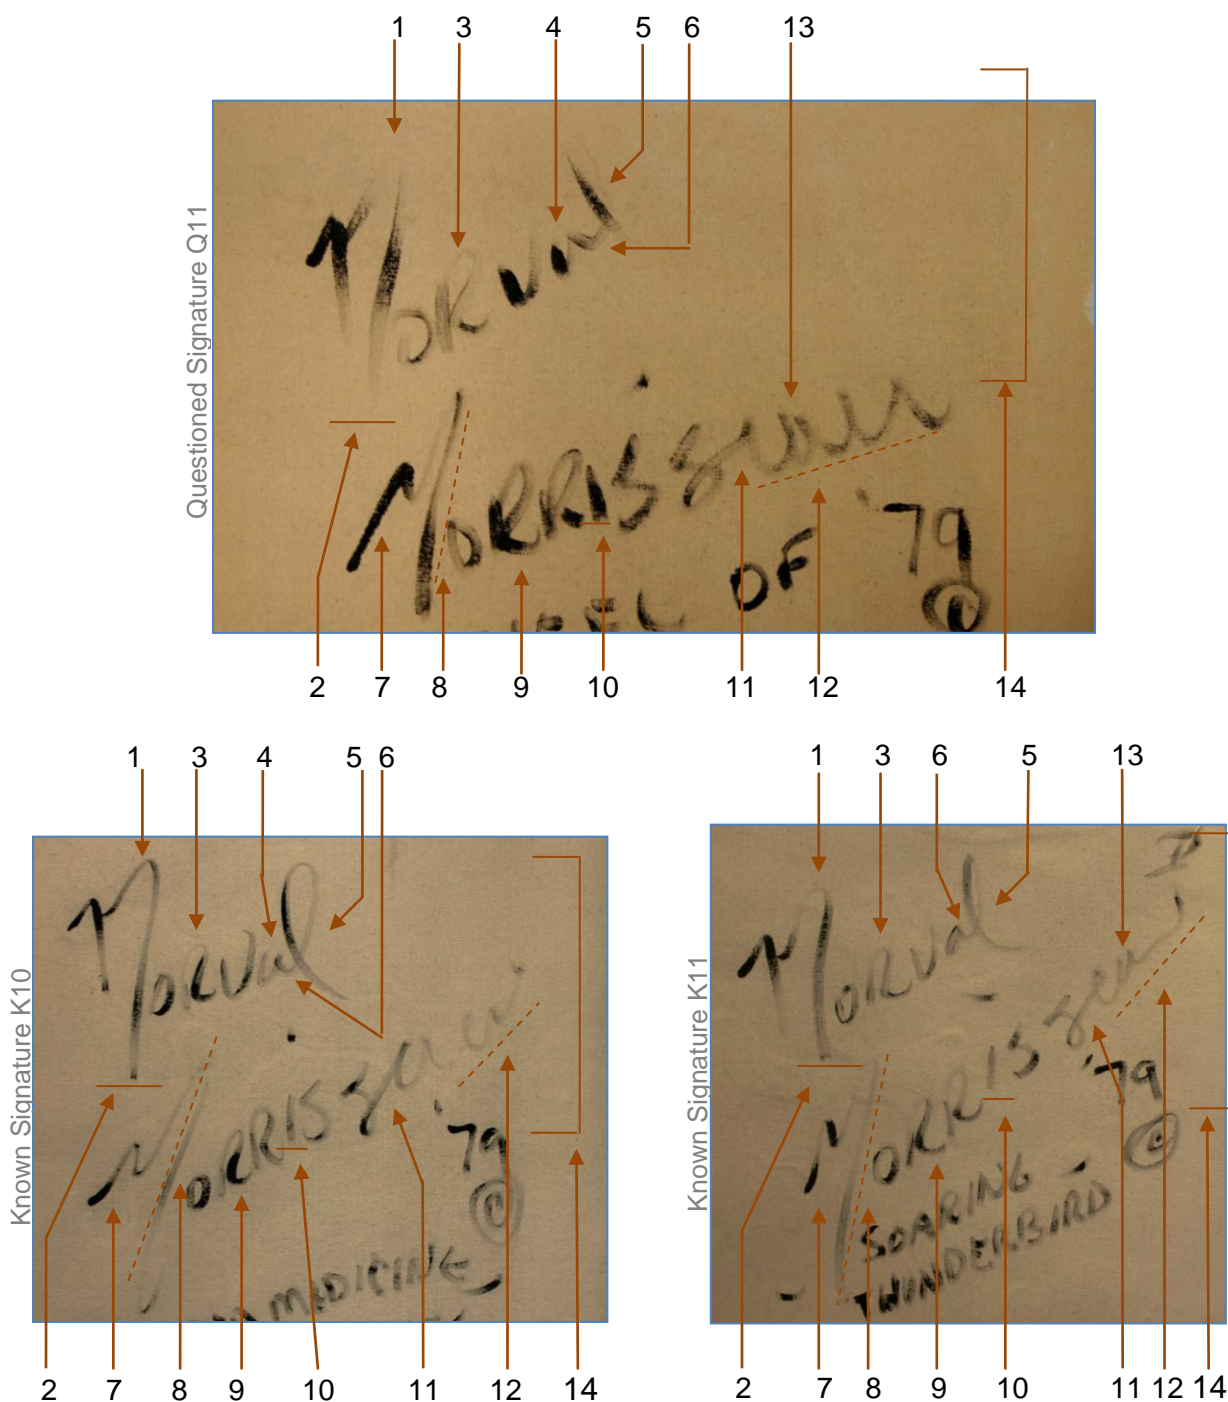 1 3 4 5 6 13
Questioned Signature Q11
Norval
Morrisseau
'79
OF
©
2 7 8 9 10 11 12 14
1 3 4 5 6
Known Signature K10
Norval
Morrisseau
'79
©
MEDICINE
2 7 8 9 10 11 12 14
1 3 6 5 13
Known Signature K11
Norval
Morrisseau
'79
©
SOARING
THUNDERBIRD
2 7 8 9 10 11 12 14